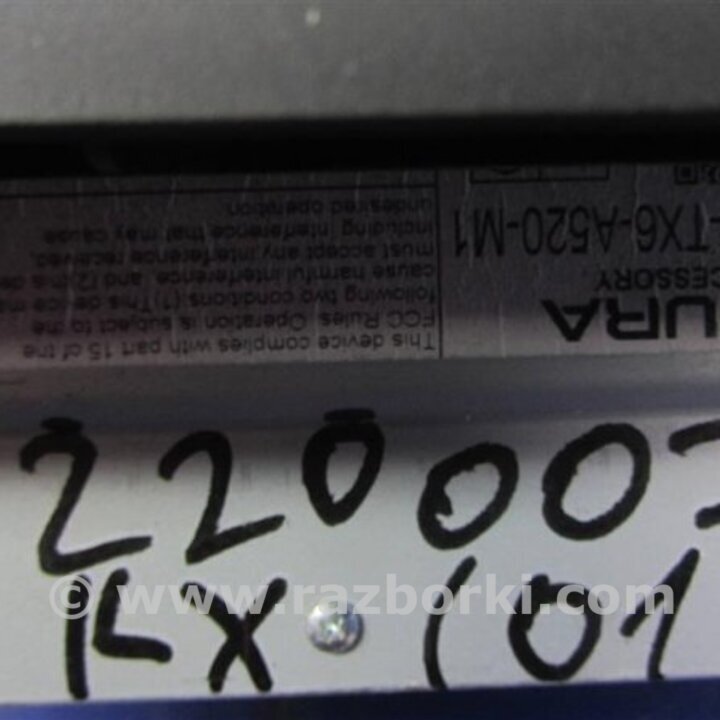 This device complies with part 15 of the
FCC Rules. Operation is subject to the
following two conditions (1) This device ma
cause harmful interference, and (2) this de
must accept any interference received,
including interference that may cause
undesired operation
URA
CESSORY
-TX6-A520-M1
22000
RX
© www.razborki.com